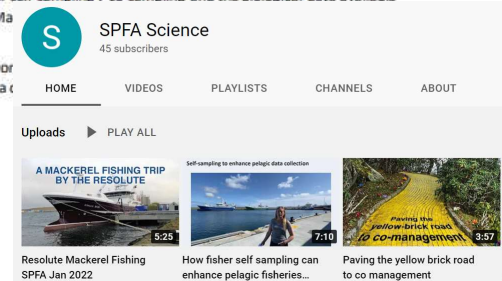 S
SPFA Science
45 subscribers
HOME VIDEOS PLAYLISTS CHANNELS ABOUT
Uploads PLAY ALL
A MACKEREL FISHING TRIP
BY THE RESOLUTE
5:25
Self-sampling to enhance pelagic data collection
7:10
Paving the
yellow-brick road
to co-management
3:57
Resolute Mackerel Fishing
SPFA Jan 2022
How fisher self sampling can
enhance pelagic fisheries...
Paving the yellow brick road
to co management